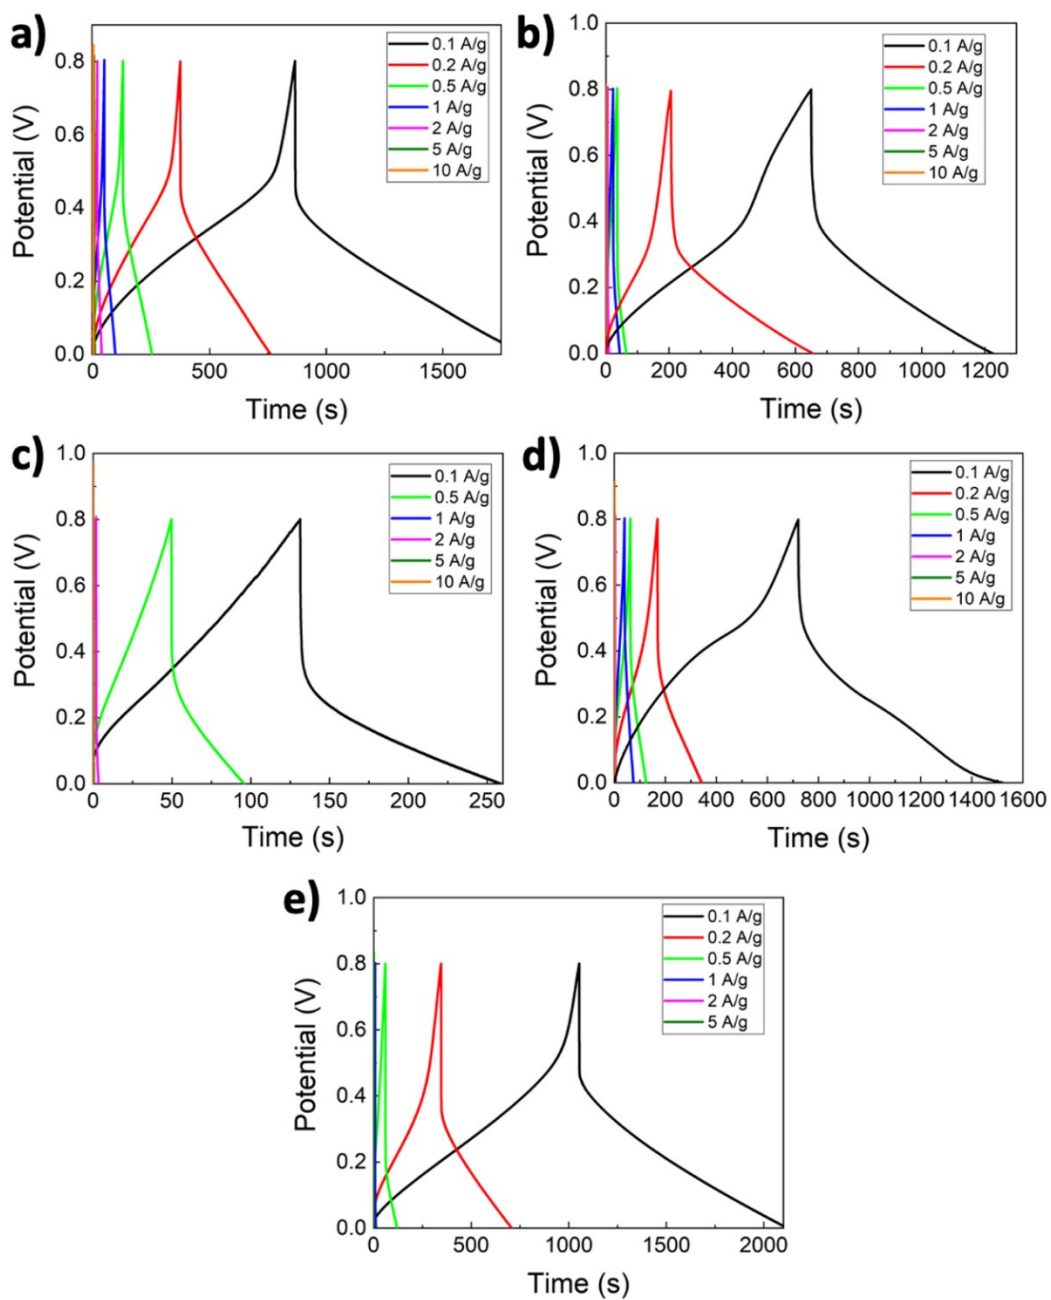 a)
0.8
0.6
0.4
0.2
0.0
Potential (V)
0.1 A/g
0.2 A/g
0.5 A/g
1 A/g
2 A/g
5 A/g
10 A/g
0 500 1000 1500
Time (s)
b)
1.0
0.8
0.6
0.4
0.2
0.0
Potential (V)
0.1 A/g
0.2 A/g
0.5 A/g
1 A/g
2 A/g
5 A/g
10 A/g
0 200 400 600 800 1000 1200
Time (s)
c)
1.0
0.8
0.6
0.4
0.2
0.0
Potential (V)
0.1 A/g
0.5 A/g
1 A/g
2 A/g
5 A/g
10 A/g
0 50 100 150 200 250
Time (s)
d)
1.0
0.8
0.6
0.4
0.2
0.0
Potential (V)
0.1 A/g
0.2 A/g
0.5 A/g
1 A/g
2 A/g
5 A/g
10 A/g
0 200 400 600 800 1000 1200 1400 1600
Time (s)
e)
1.0
0.8
0.6
0.4
0.2
0.0
Potential (V)
0.1 A/g
0.2 A/g
0.5 A/g
1 A/g
2 A/g
5 A/g
0 500 1000 1500 2000
Time (s)